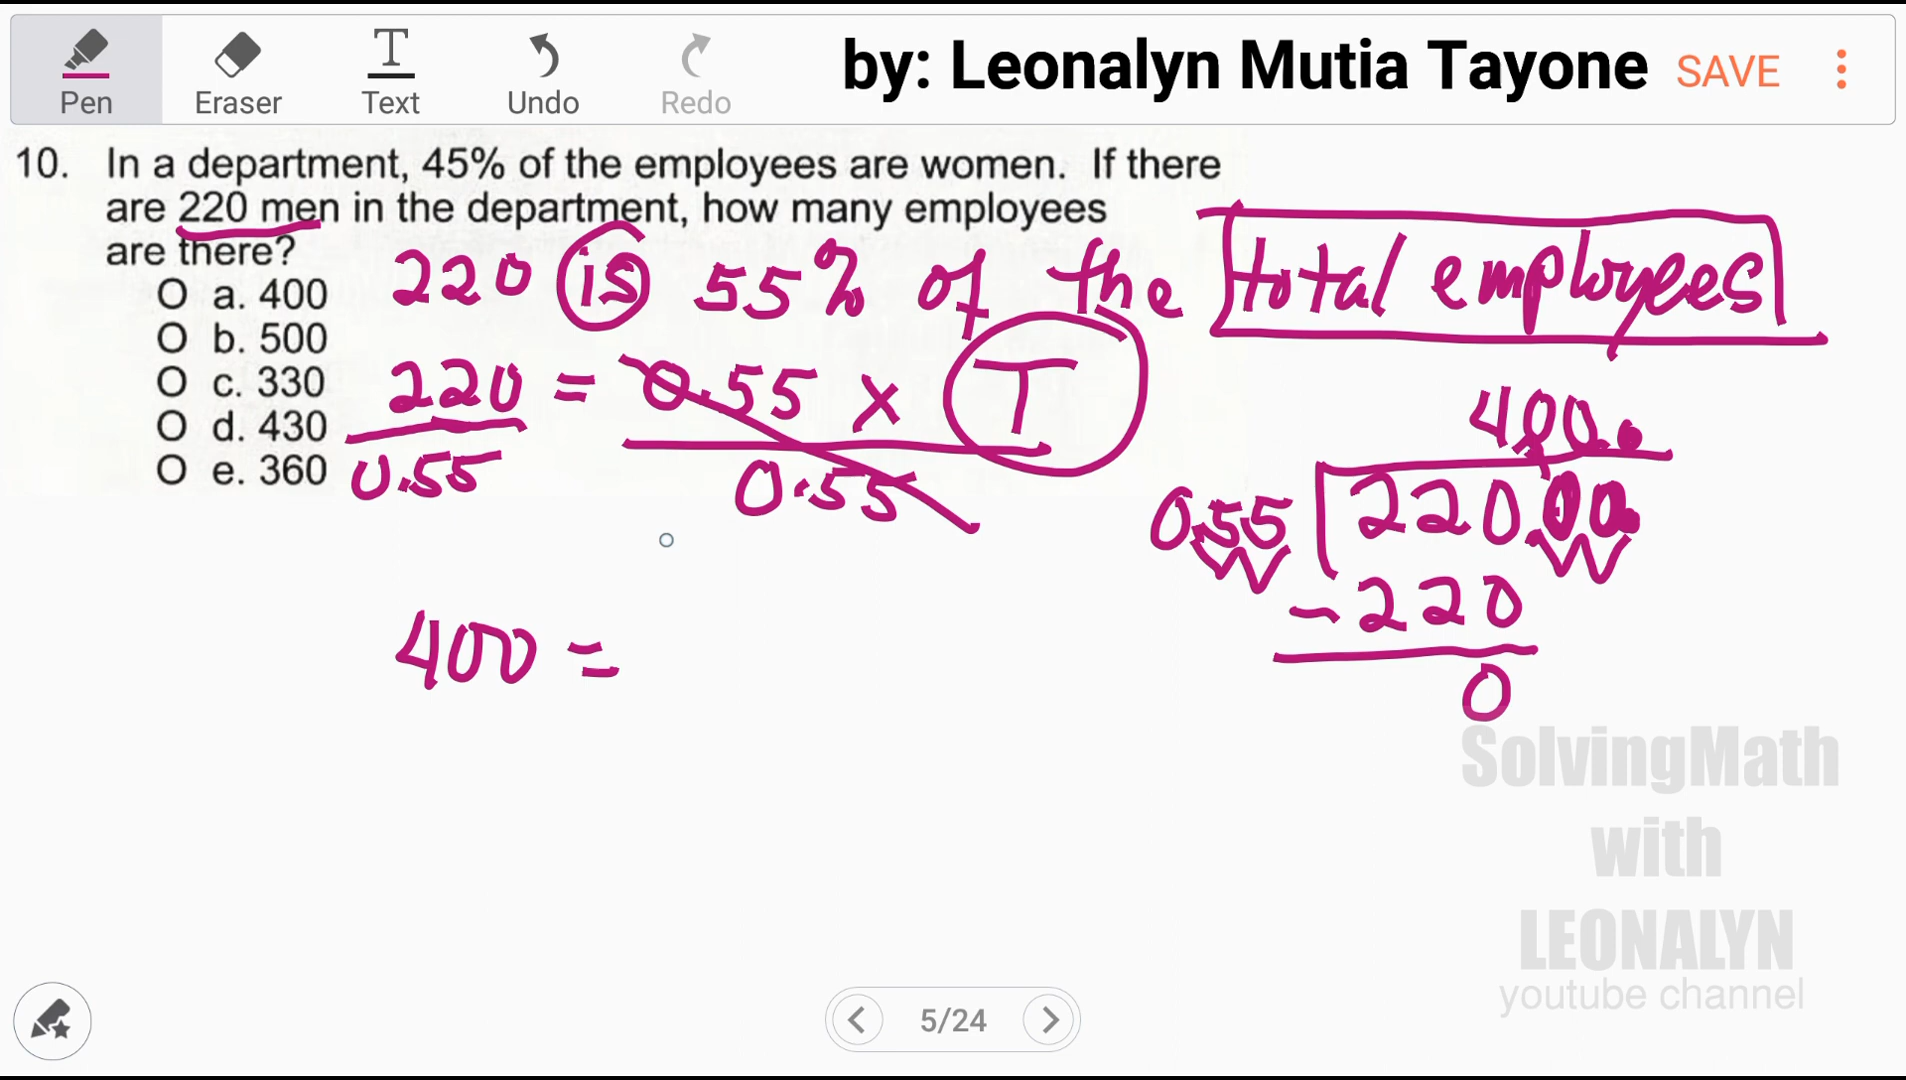 Pen Eraser Text Undo Redo by: Leonalyn Mutia Tayone SAVE
10. In a department, 45% of the employees are women. If there
are 220 men in the department, how many employees
are there?
O a. 400
O b. 500
O c. 330
O d. 430
O e. 360
220 is 55% of the total employees
220 = 0.55 x T
0.55 0.55
400 =
400.
0.55 220.00.
-220
0
SolvingMath
with
LEONALYN
youtube channel
5/24